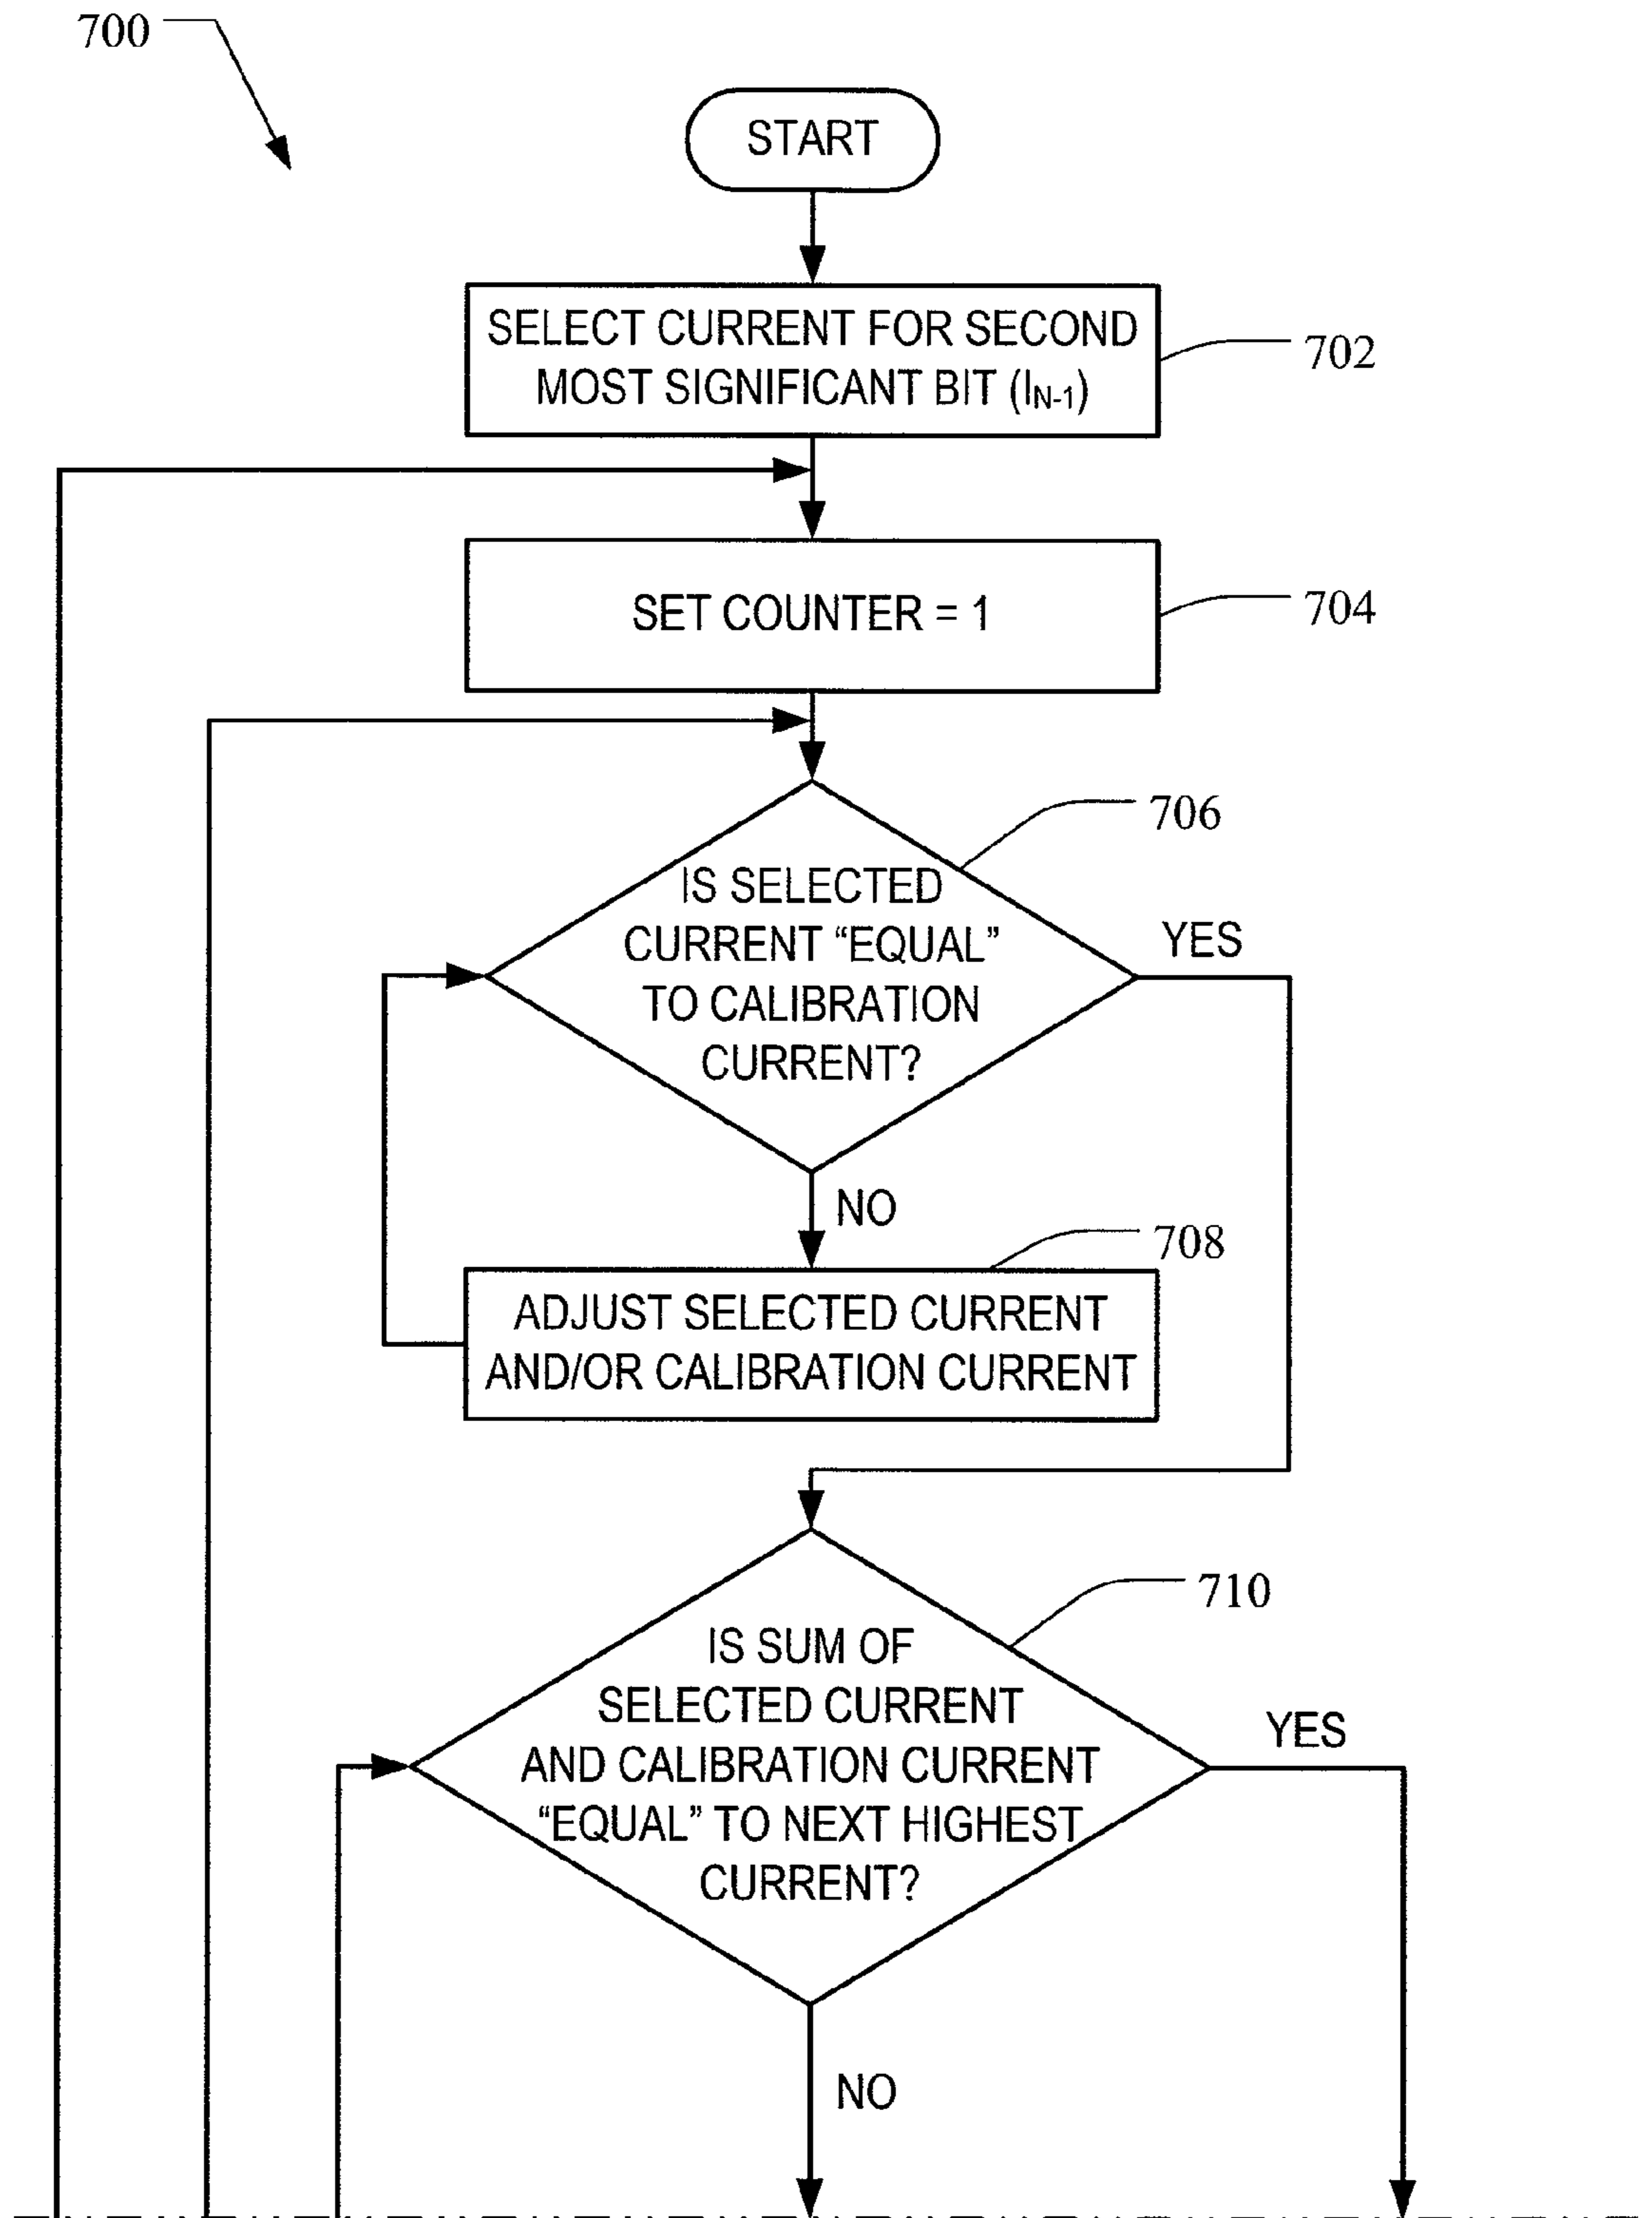 700
START
SELECT CURRENT FOR SECOND
MOST SIGNIFICANT BIT (IN-1)
702
SET COUNTER = 1
704
706
IS SELECTED
CURRENT “EQUAL”
TO CALIBRATION
CURRENT?
YES
NO
708
ADJUST SELECTED CURRENT
AND/OR CALIBRATION CURRENT
710
IS SUM OF
SELECTED CURRENT
AND CALIBRATION CURRENT
“EQUAL” TO NEXT HIGHEST
CURRENT?
YES
NO